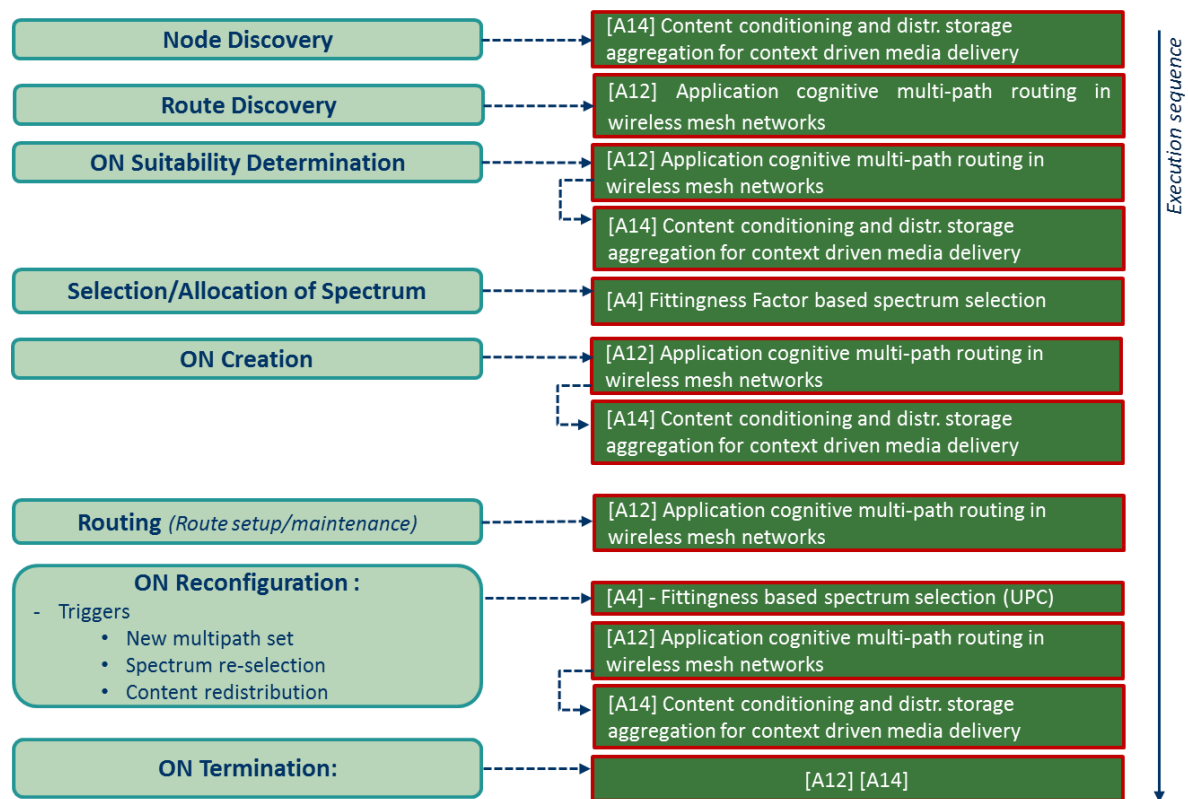 Node Discovery
[A14] Content conditioning and distr. storage
aggregation for context driven media delivery
Route Discovery
[A12] Application cognitive multi-path routing in
wireless mesh networks
ON Suitability Determination
[A12] Application cognitive multi-path routing in
wireless mesh networks
[A14] Content conditioning and distr. storage
aggregation for context driven media delivery
Selection/Allocation of Spectrum
[A4] Fittingness Factor based spectrum selection
ON Creation
[A12] Application cognitive multi-path routing in
wireless mesh networks
[A14] Content conditioning and distr. storage
aggregation for context driven media delivery
Routing (Route setup/maintenance)
[A12] Application cognitive multi-path routing in
wireless mesh networks
ON Reconfiguration :
- Triggers
• New multipath set
• Spectrum re-selection
• Content redistribution
[A4] - Fittingness based spectrum selection (UPC)
[A12] Application cognitive multi-path routing in
wireless mesh networks
[A14] Content conditioning and distr. storage
aggregation for context driven media delivery
ON Termination:
[A12] [A14]
Execution sequence